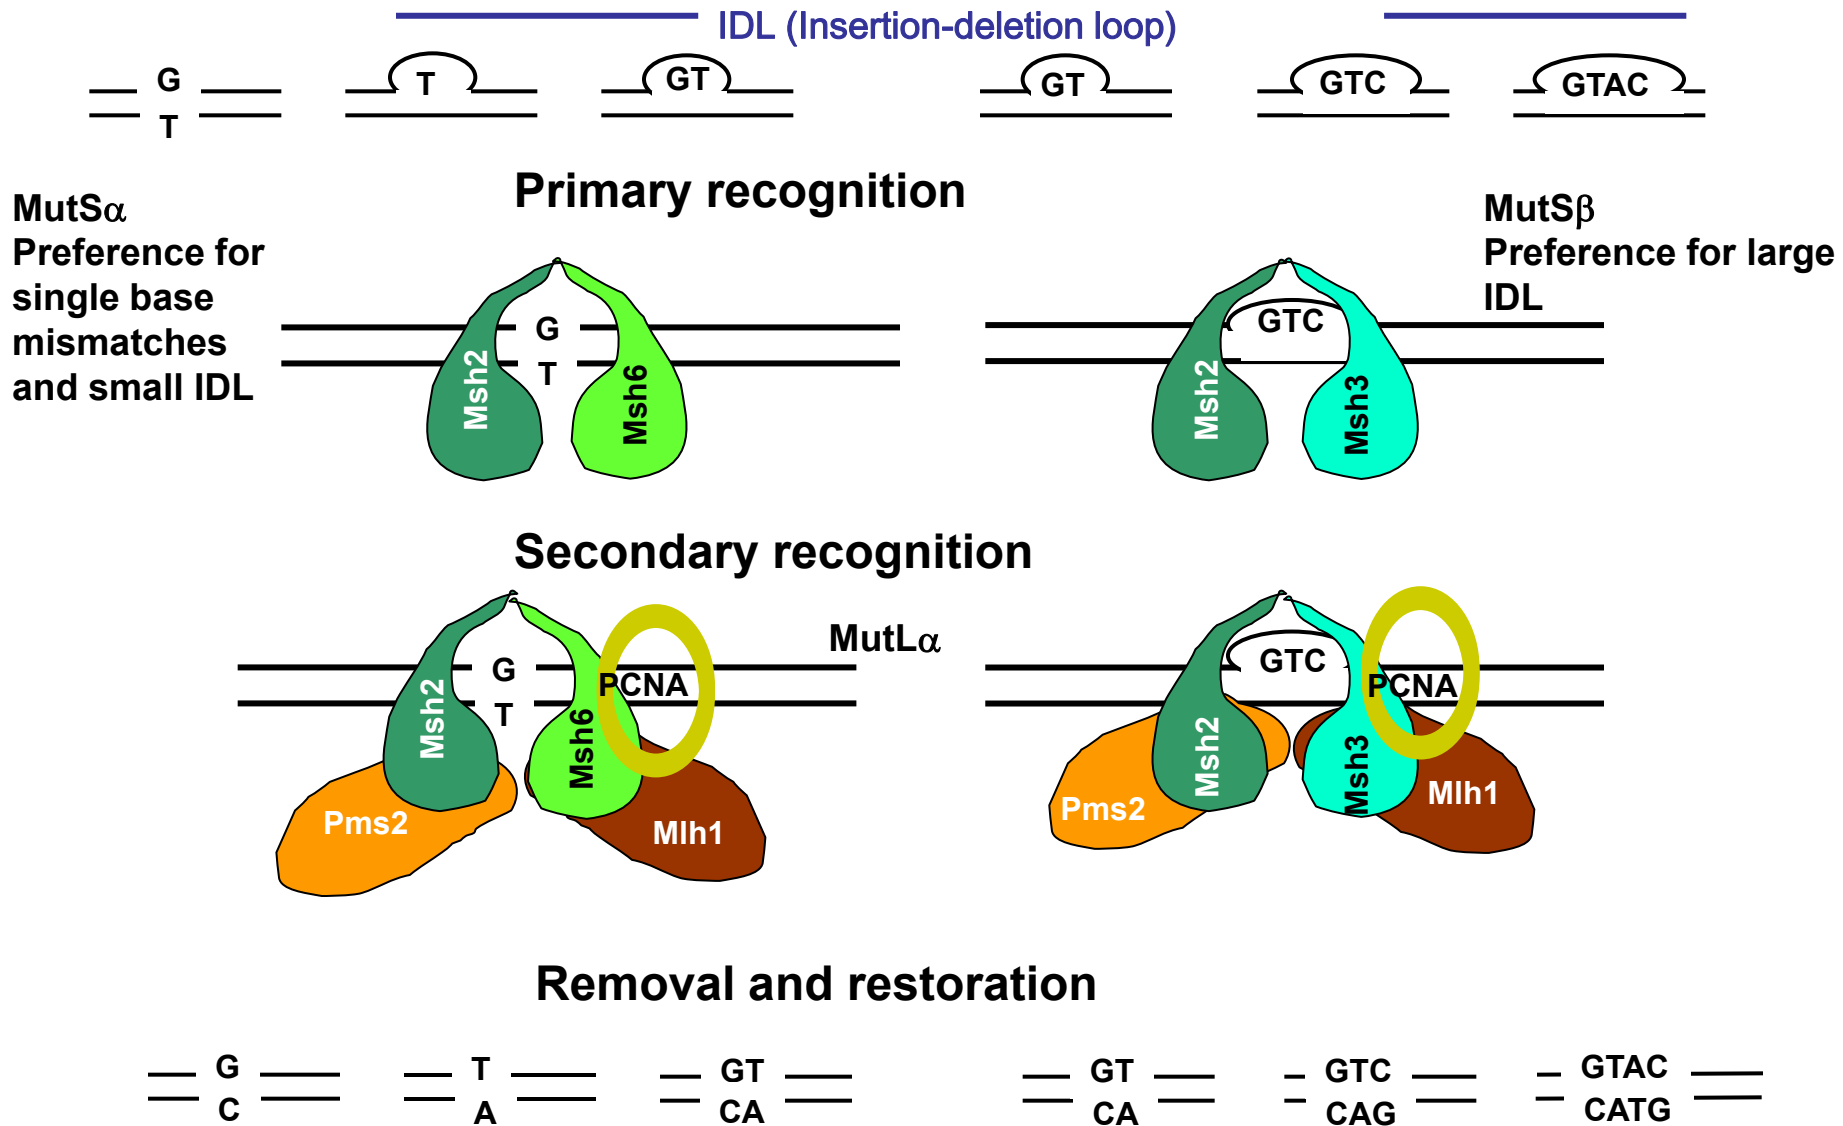 IDL (Insertion-deletion loop)
G
T
T
GT
GT
GTC
GTAC
Primary recognition
MutSα
Preference for
single base
mismatches
and small IDL
MutSβ
Preference for large
IDL
G
T
Msh2
Msh6
GTC
Msh2
Msh3
Secondary recognition
MutLα
G
T
Msh2
Msh6
PCNA
Pms2
Mlh1
GTC
Msh2
Msh3
PCNA
Pms2
Mlh1
Removal and restoration
G
C
T
A
GT
CA
GT
CA
GTC
CAG
GTAC
CATG